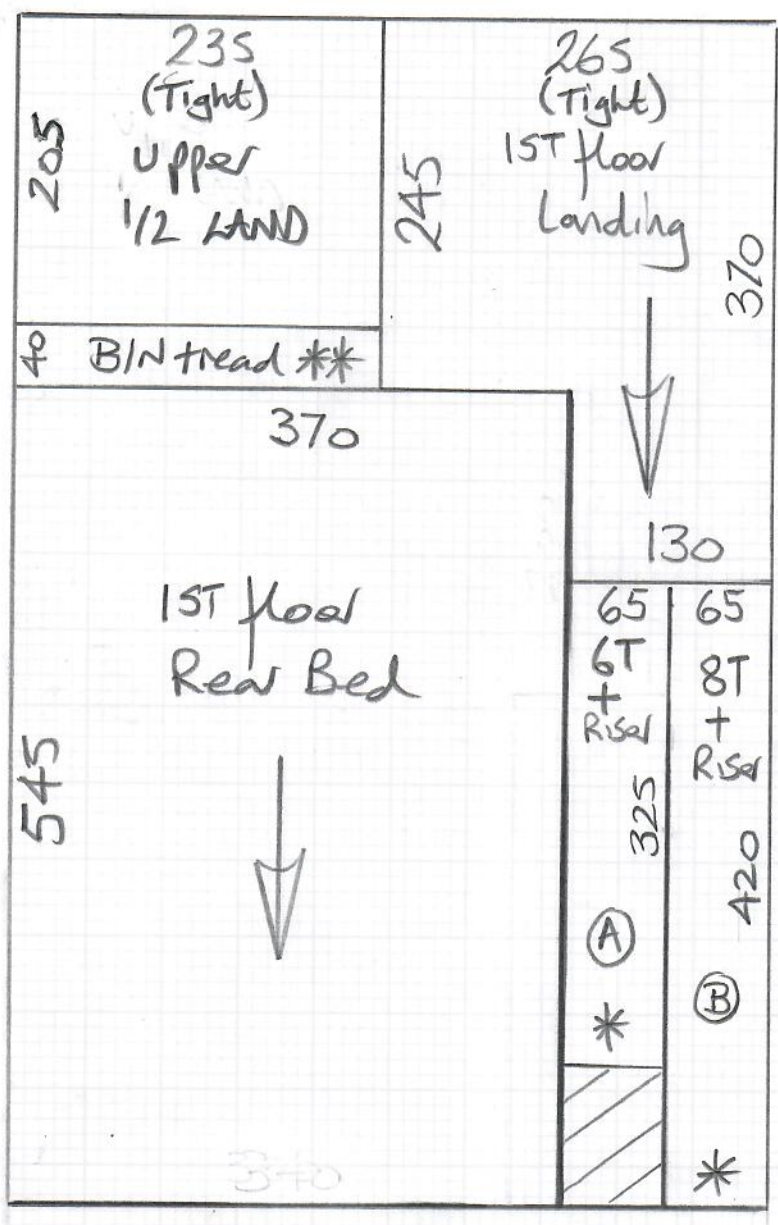 235
(Tight)
Upper
1/2 LAND
205
265
(Tight)
1ST floor
Landing
245
370
40
B/N tread **
370
130
1ST floor
Rear Bed
545
65
6T
+
Riser
325
A
*
65
8T
+
Riser
420
B
*